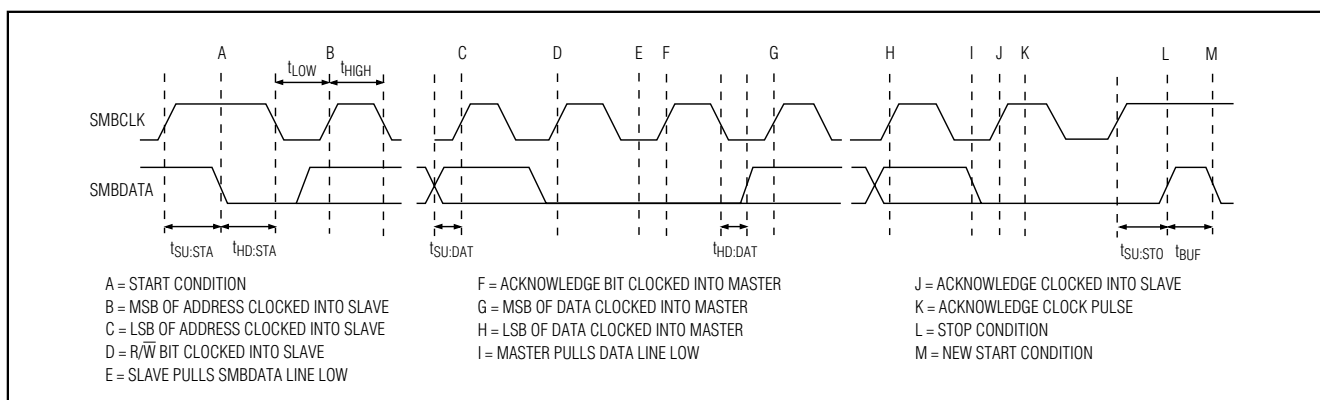 A B C D E F G H I J K L M
tLOW tHIGH
SMBCLK
SMBDATA
tSU:STA tHD:STA tSU:DAT tHD:DAT tSU:STO tBUF
A = START CONDITION
B = MSB OF ADDRESS CLOCKED INTO SLAVE
C = LSB OF ADDRESS CLOCKED INTO SLAVE
D = R/W̅ BIT CLOCKED INTO SLAVE
E = SLAVE PULLS SMBDATA LINE LOW
F = ACKNOWLEDGE BIT CLOCKED INTO MASTER
G = MSB OF DATA CLOCKED INTO MASTER
H = LSB OF DATA CLOCKED INTO MASTER
I = MASTER PULLS DATA LINE LOW
J = ACKNOWLEDGE CLOCKED INTO SLAVE
K = ACKNOWLEDGE CLOCK PULSE
L = STOP CONDITION
M = NEW START CONDITION